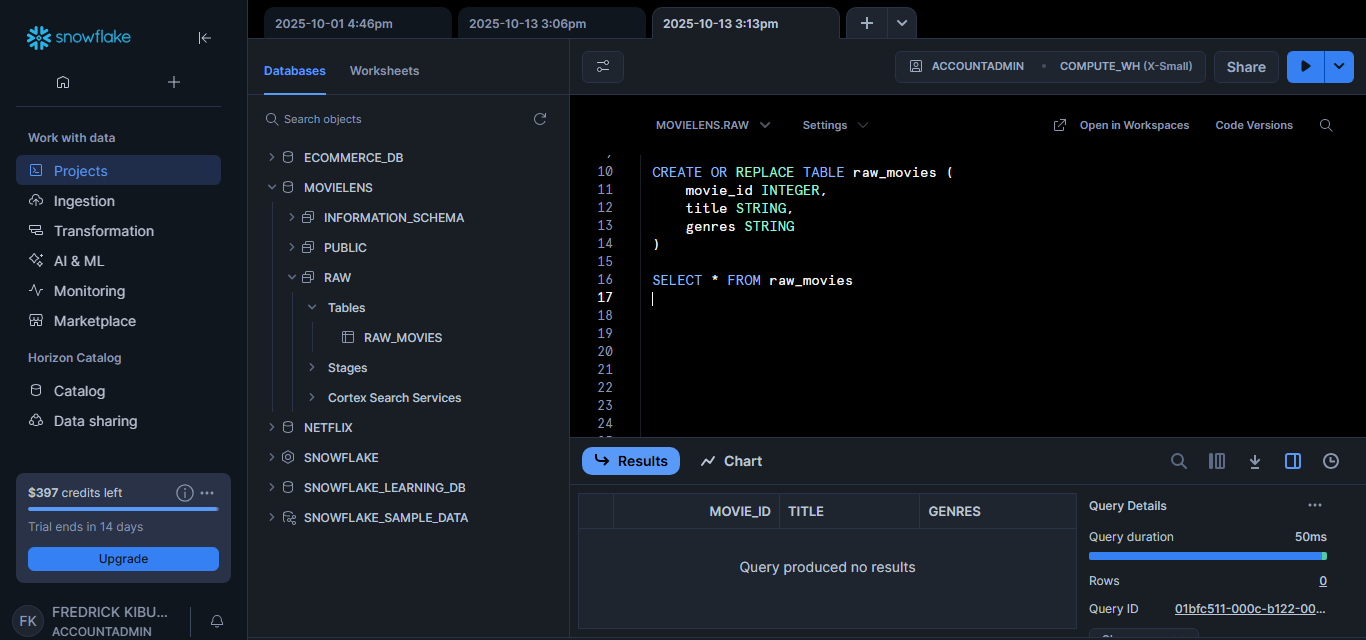 snowflake
Work with data
Projects
Ingestion
Transformation
AI & ML
Monitoring
Marketplace
Horizon Catalog
Catalog
Data sharing
$397 credits left
Trial ends in 14 days
Upgrade
FK
FREDRICK KIBU...
ACCOUNTADMIN
2025-10-01 4:46pm
2025-10-13 3:06pm
2025-10-13 3:13pm
Databases
Worksheets
Search objects
ECOMMERCE_DB
MOVIELENS
INFORMATION_SCHEMA
PUBLIC
RAW
Tables
RAW_MOVIES
Stages
Cortex Search Services
NETFLIX
SNOWFLAKE
SNOWFLAKE_LEARNING_DB
SNOWFLAKE_SAMPLE_DATA
ACCOUNTADMIN • COMPUTE_WH (X-Small)
Share
MOVIELENS.RAW
Settings
Open in Workspaces
Code Versions
10 CREATE OR REPLACE TABLE raw_movies (
11 movie_id INTEGER,
12 title STRING,
13 genres STRING
14 )
15
16 SELECT * FROM raw_movies
17
18
19
20
21
22
23
24
Results
Chart
MOVIE_ID TITLE GENRES
Query produced no results
Query Details
Query duration 50ms
Rows 0
Query ID 01bfc511-000c-b122-00...